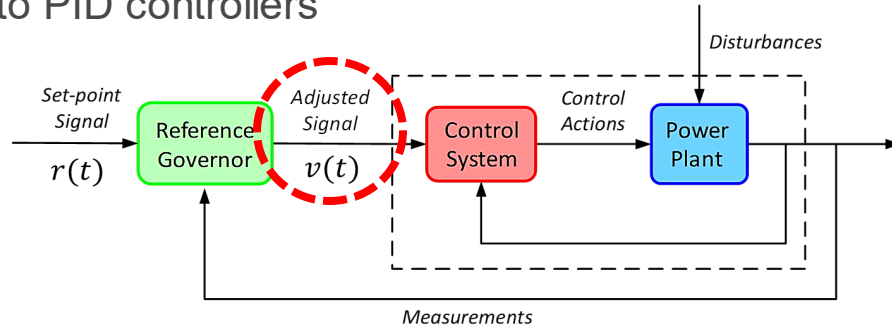 to PID controllers
Disturbances
Set-point
Signal
r(t)
Reference
Governor
Adjusted
Signal
v(t)
Control
System
Control
Actions
Power
Plant
Measurements